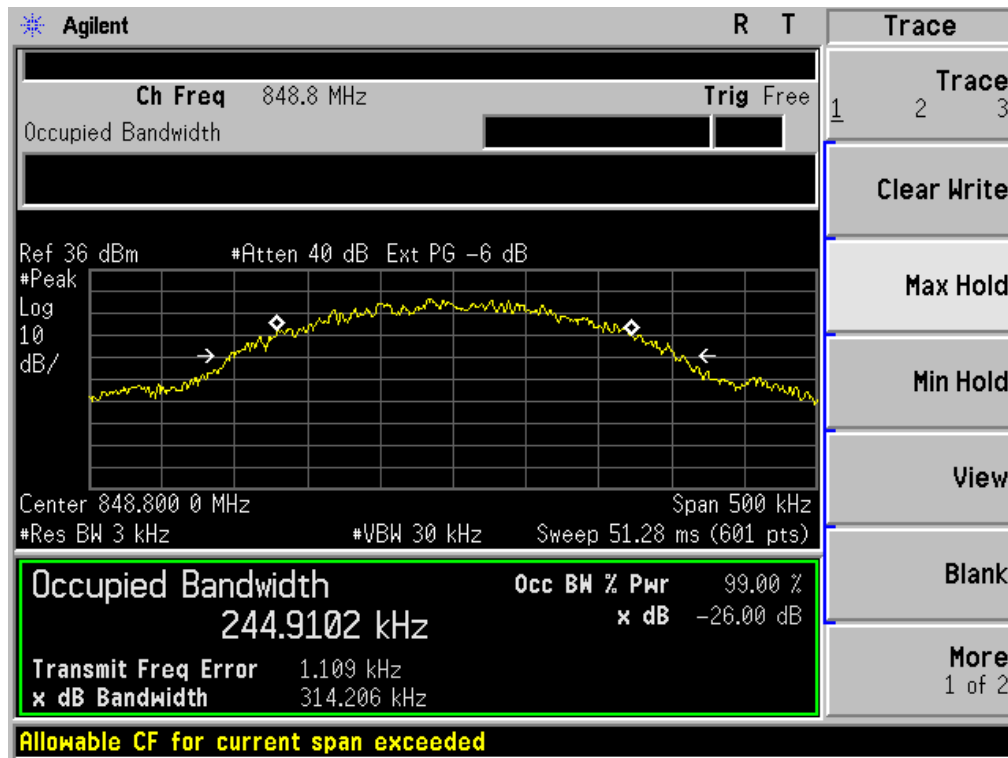 Agilent R T
Trace
Ch Freq 848.8 MHz Trig Free
Occupied Bandwidth
Trace
1 2 3
Clear Write
Max Hold
Min Hold
View
Blank
More
1 of 2
Ref 36 dBm #Atten 40 dB Ext PG -6 dB
#Peak
Log
10
dB/
Center 848.800 0 MHz Span 500 kHz
#Res BW 3 kHz #VBW 30 kHz Sweep 51.28 ms (601 pts)
Occupied Bandwidth
244.9102 kHz
Occ BW % Pwr 99.00 %
x dB -26.00 dB
Transmit Freq Error 1.109 kHz
x dB Bandwidth 314.206 kHz
Allowable CF for current span exceeded